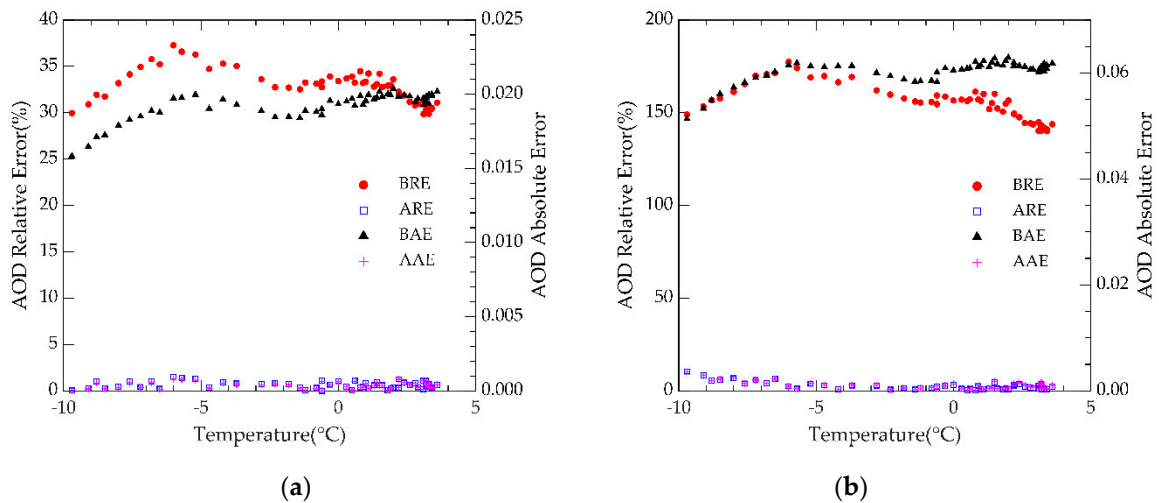 AOD Relative Error(%)
40
35
30
25
20
15
10
5
0
0.025
0.020
0.015
0.010
0.005
0.000
AOD Absolute Error
BRE
ARE
BAE
AAE
-10
-5
0
5
Temperature(°C)
(a)
AOD Relative Error(%)
200
150
100
50
0
0.06
0.04
0.02
0.00
AOD Absolute Error
BRE
ARE
BAE
AAE
-10
-5
0
5
Temperature(°C)
(b)